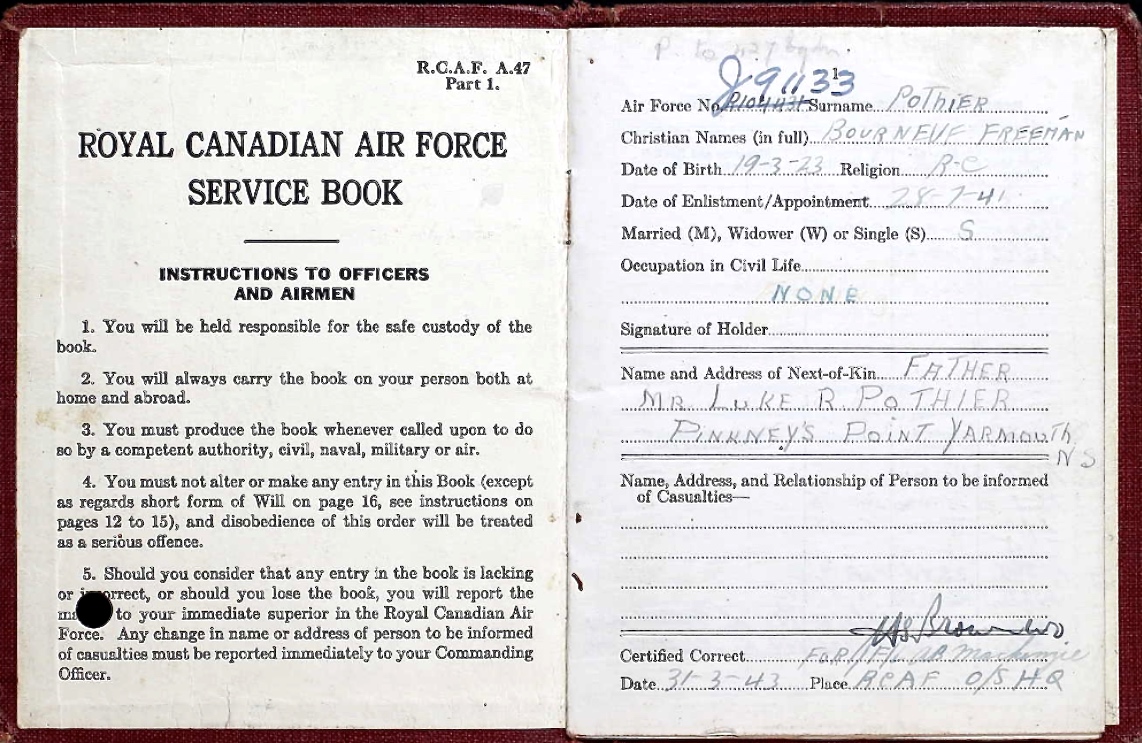 R.C.A.F. A.47
Part 1.
ROYAL CANADIAN AIR FORCE
SERVICE BOOK
INSTRUCTIONS TO OFFICERS
AND AIRMEN
1. You will be held responsible for the safe custody of the
book.
2. You will always carry the book on your person both at
home and abroad.
3. You must produce the book whenever called upon to do
so by a competent authority, civil, naval, military or air.
4. You must not alter or make any entry in this Book (except
as regards short form of Will on page 16, see instructions on
pages 12 to 15), and disobedience of this order will be treated
as a serious offence.
5. Should you consider that any entry in the book is lacking
or, or should you lose the book, you will report the
to your immediate superior in the Royal Canadian Air
Force. Any change in name or address of person to be informed
of casualties must be reported immediately to your Commanding
Officer.
1
J91133
Air Force No. Surname POTHIER
Christian Names (in full) BOURNEUF FREEMAN
Date of Birth 19-3-23 Religion R-C
Date of Enlistment/Appointment 28-7-41
Married (M), Widower (W) or Single (S) S
Occupation in Civil Life
NONE
Signature of Holder
Name and Address of Next-of-Kin FATHER
MR LUKE R POTHIER
PINKNEY'S POINT YARMOUTH
NS
Name, Address, and Relationship of Person to be informed
of Casualties—
Certified Correct FOR Mackenzie
Date 31-3-43 Place RCAF O/S HQ